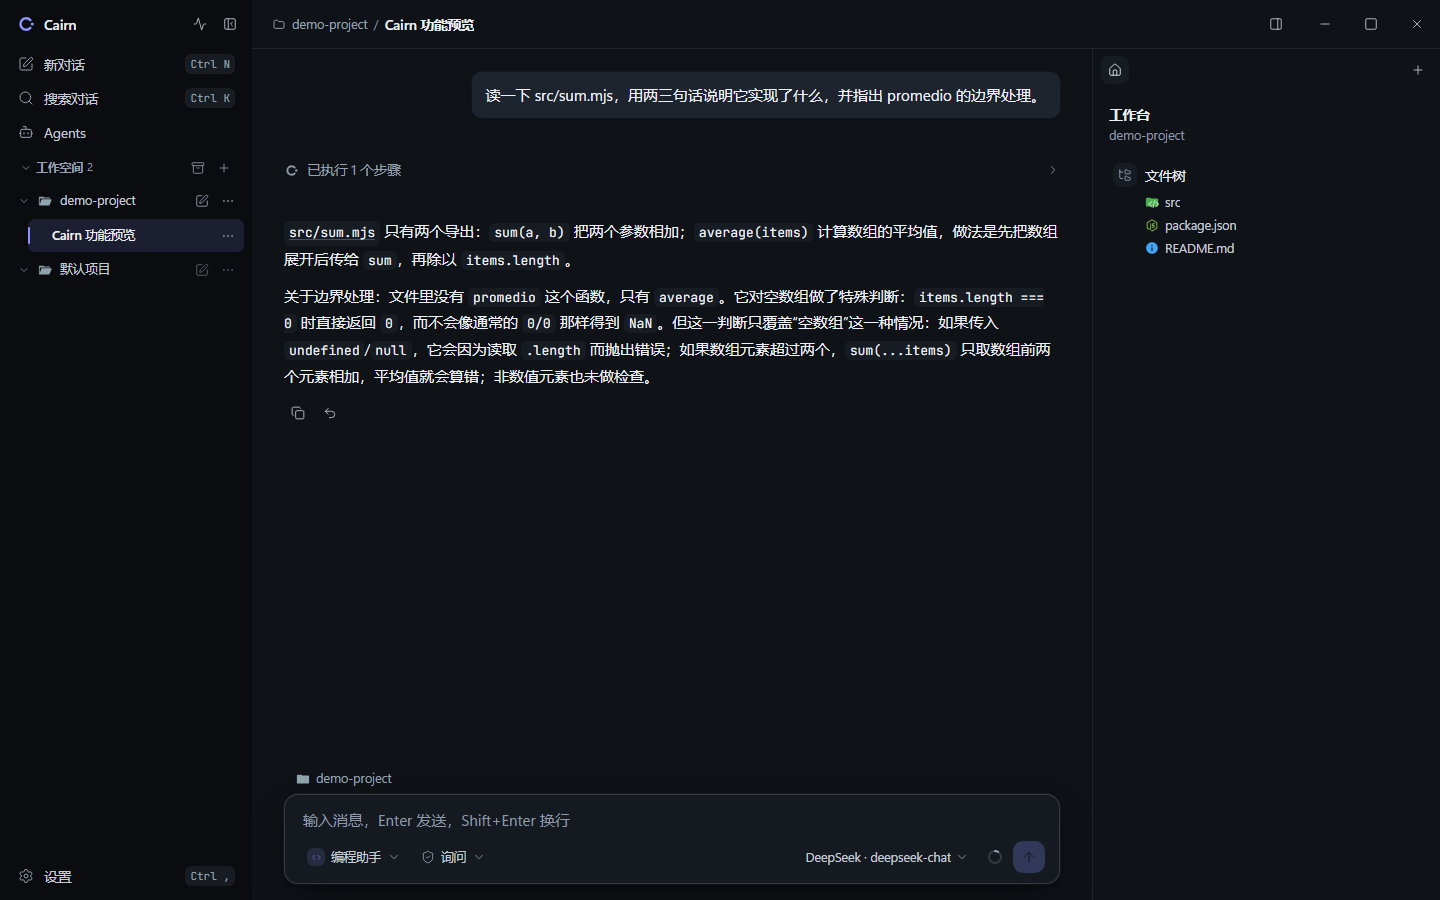 Cairn
新对话
Ctrl N
搜索对话
Ctrl K
Agents
工作空间 2
demo-project
Cairn 功能预览
默认项目
设置
Ctrl ,
demo-project / Cairn 功能预览
读一下 src/sum.mjs，用两三句话说明它实现了什么，并指出 promedio 的边界处理。
已执行 1 个步骤
src/sum.mjs 只有两个导出：sum(a, b) 把两个参数相加；average(items) 计算数组的平均值，做法是先把数组
展开后传给 sum，再除以 items.length。
关于边界处理：文件里没有 promedio 这个函数，只有 average。它对空数组做了特殊判断：items.length ===
0 时直接返回 0，而不会像通常的 0/0 那样得到 NaN。但这一判断只覆盖“空数组”这一种情况：如果传入
undefined/null，它会因为读取 .length 而抛出错误；如果数组元素超过两个，sum(...items) 只取数组前两
个元素相加，平均值就会算错；非数值元素也未做检查。
demo-project
输入消息，Enter 发送，Shift+Enter 换行
编程助手
询问
DeepSeek · deepseek-chat
工作台
demo-project
文件树
src
package.json
README.md